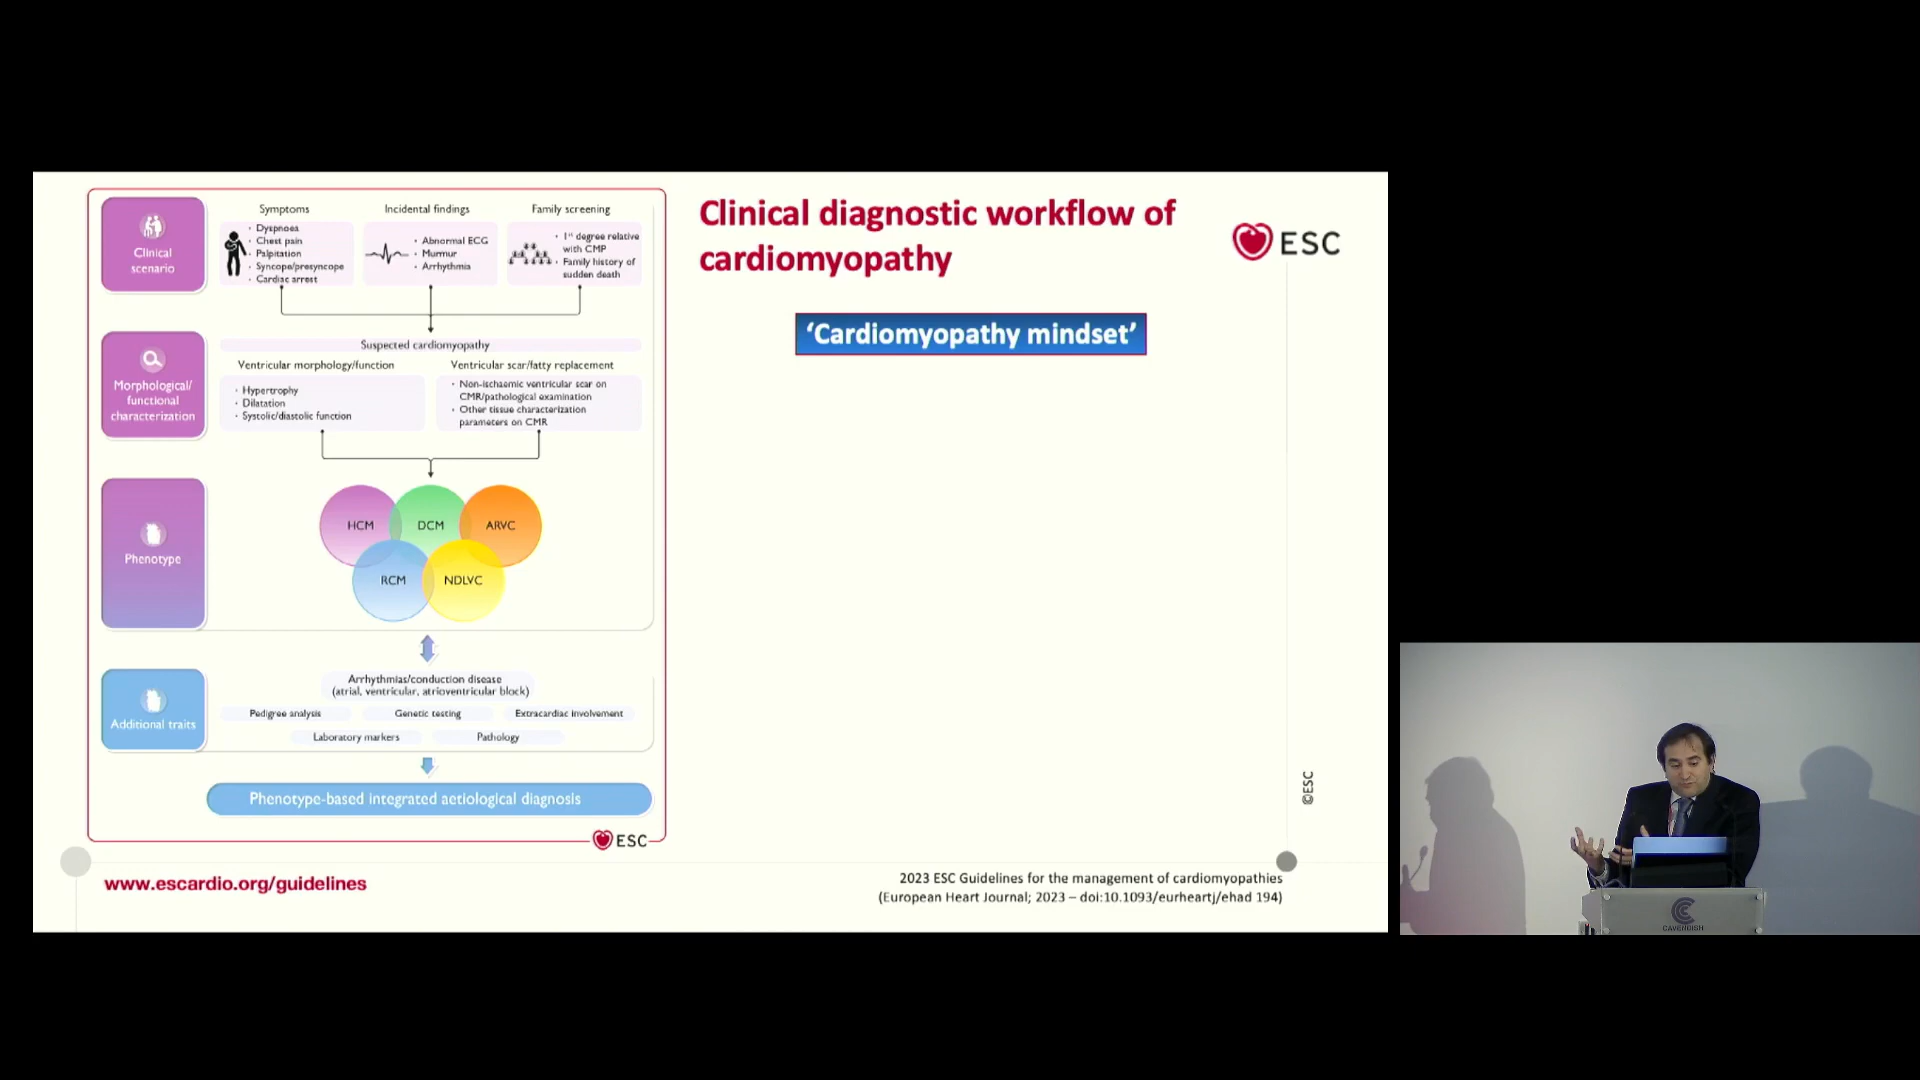 Clinical scenario
Symptoms
· Dyspnoea
· Chest pain
· Palpitation
· Syncope/presyncope
· Cardiac arrest
Incidental findings
· Abnormal ECG
· Murmur
· Arrhythmia
Family screening
· 1st degree relative
with CMP
· Family history of
sudden death
Morphological/
functional
characterization
Suspected cardiomyopathy
Ventricular morphology/function
· Hypertrophy
· Dilatation
· Systolic/diastolic function
Ventricular scar/fatty replacement
· Non-ischaemic ventricular scar on
CMR/pathological examination
· Other tissue characterization
parameters on CMR
Phenotype
HCM
DCM
ARVC
RCM
NDLVC
Additional traits
Arrhythmias/conduction disease
(atrial, ventricular, atrioventricular block)
Pedigree analysis
Genetic testing
Extracardiac involvement
Laboratory markers
Pathology
Phenotype-based integrated aetiological diagnosis
ESC
Clinical diagnostic workflow of
cardiomyopathy
ESC
‘Cardiomyopathy mindset’
©ESC
www.escardio.org/guidelines
2023 ESC Guidelines for the management of cardiomyopathies
(European Heart Journal; 2023 – doi:10.1093/eurheartj/ehad 194)
CAVENDISH